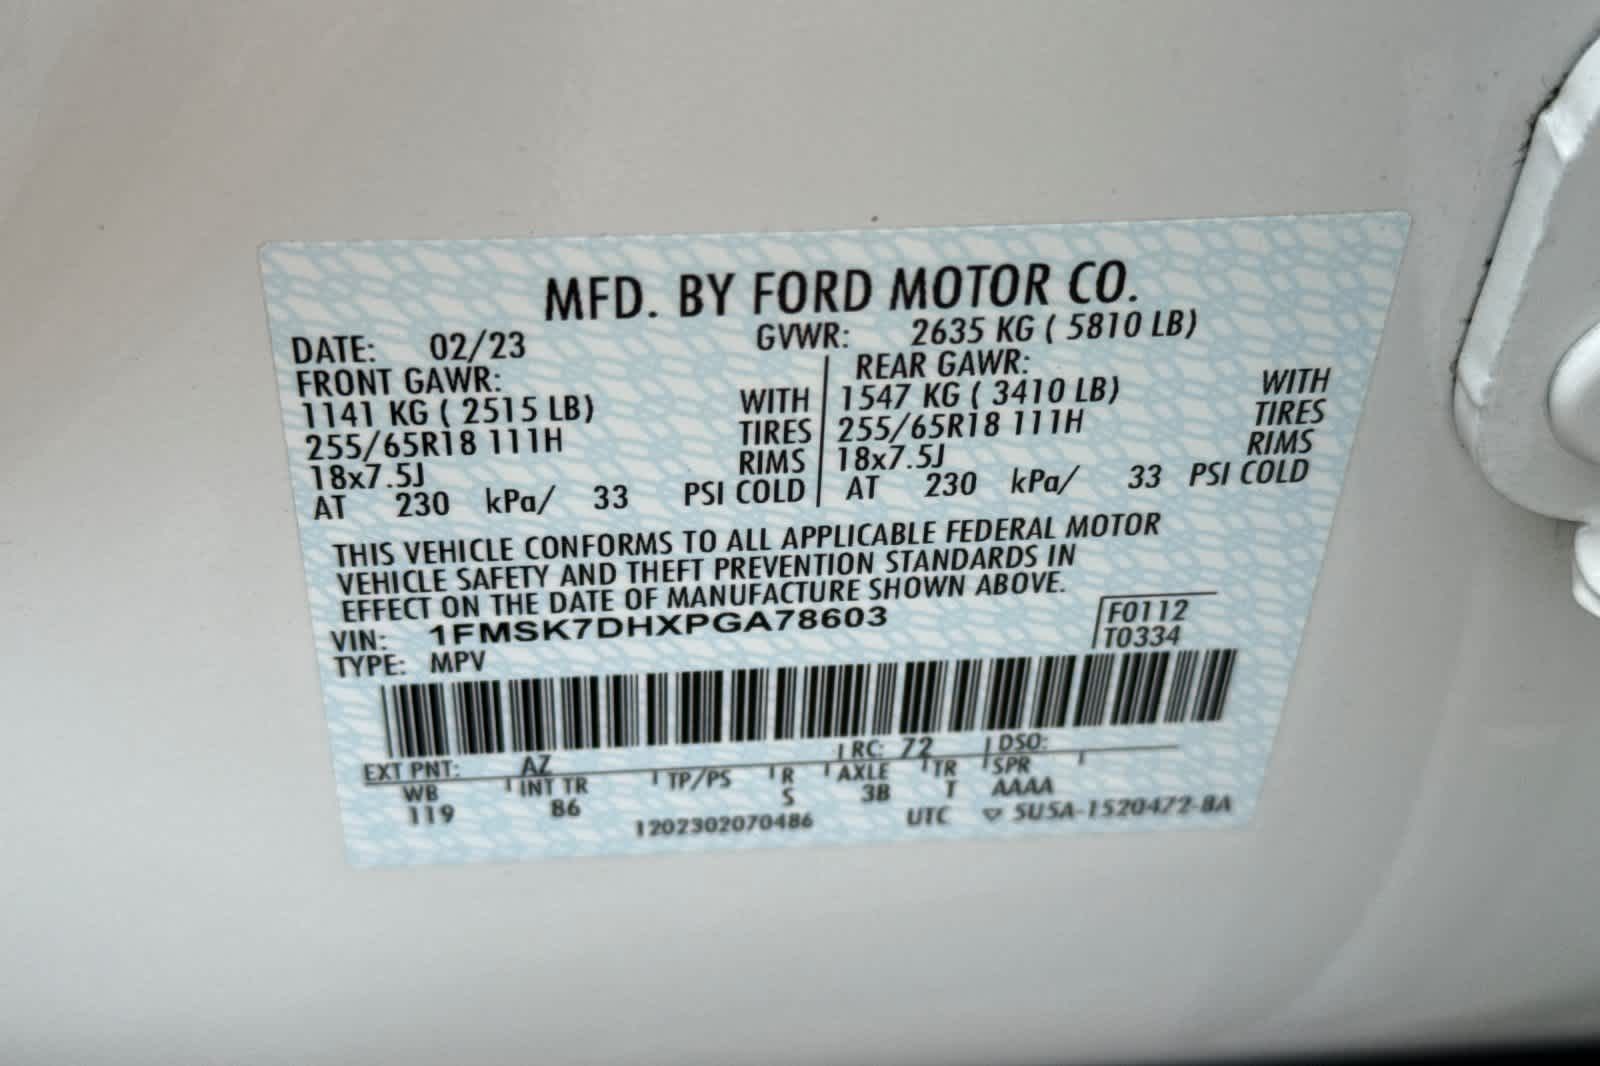 MFD. BY FORD MOTOR CO.
DATE: 02/23 GVWR: 2635 KG ( 5810 LB)
FRONT GAWR: REAR GAWR:
1141 KG ( 2515 LB) WITH 1547 KG ( 3410 LB) WITH
255/65R18 111H TIRES 255/65R18 111H TIRES
18x7.5J RIMS 18x7.5J RIMS
AT 230 kPa/ 33 PSI COLD AT 230 kPa/ 33 PSI COLD
THIS VEHICLE CONFORMS TO ALL APPLICABLE FEDERAL MOTOR
VEHICLE SAFETY AND THEFT PREVENTION STANDARDS IN
EFFECT ON THE DATE OF MANUFACTURE SHOWN ABOVE.
VIN: 1FMSK7DHXPGA78603 F0112
TYPE: MPV T0334
EXT PNT: AZ RC: 72 DSO:
WB INT TR TP/PS R AXLE TR SPR
119 86 S 3B T AAAA
1202302070486 UTC ▽ 5U5A-1520472-BA